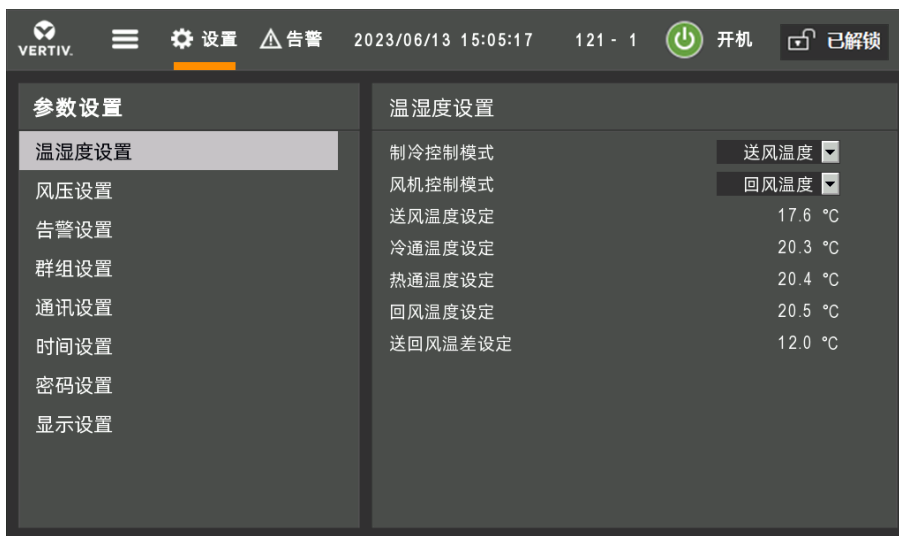 VERTIV. 设置 告警 2023/06/13 15:05:17 121 - 1 开机 已解锁
参数设置
温湿度设置
风压设置
告警设置
群组设置
通讯设置
时间设置
密码设置
显示设置
温湿度设置
制冷控制模式 送风温度
风机控制模式 回风温度
送风温度设定 17.6 °C
冷通温度设定 20.3 °C
热通温度设定 20.4 °C
回风温度设定 20.5 °C
送回风温差设定 12.0 °C